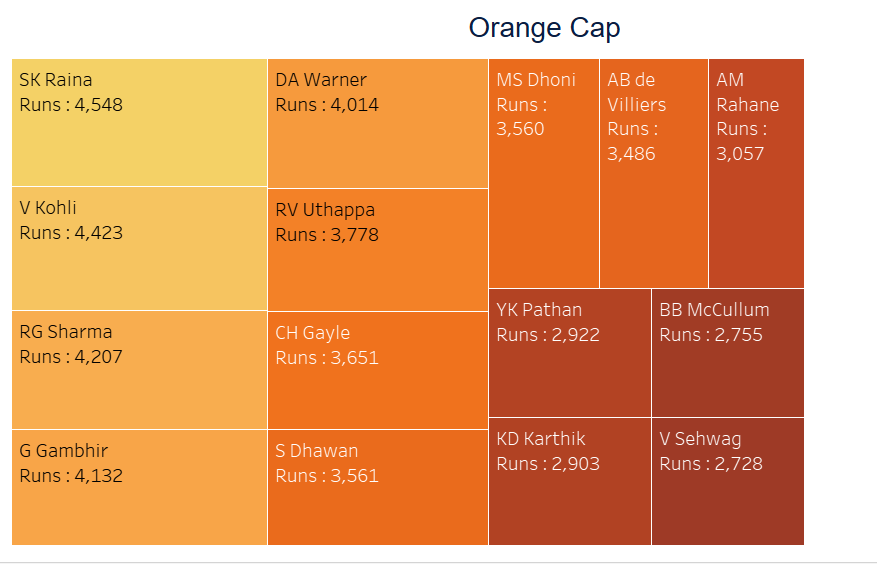 Orange Cap
SK Raina
Runs : 4,548
V Kohli
Runs : 4,423
RG Sharma
Runs : 4,207
G Gambhir
Runs : 4,132
DA Warner
Runs : 4,014
RV Uthappa
Runs : 3,778
CH Gayle
Runs : 3,651
S Dhawan
Runs : 3,561
MS Dhoni
Runs :
3,560
AB de
Villiers
Runs :
3,486
AM
Rahane
Runs :
3,057
YK Pathan
Runs : 2,922
BB McCullum
Runs : 2,755
KD Karthik
Runs : 2,903
V Sehwag
Runs : 2,728